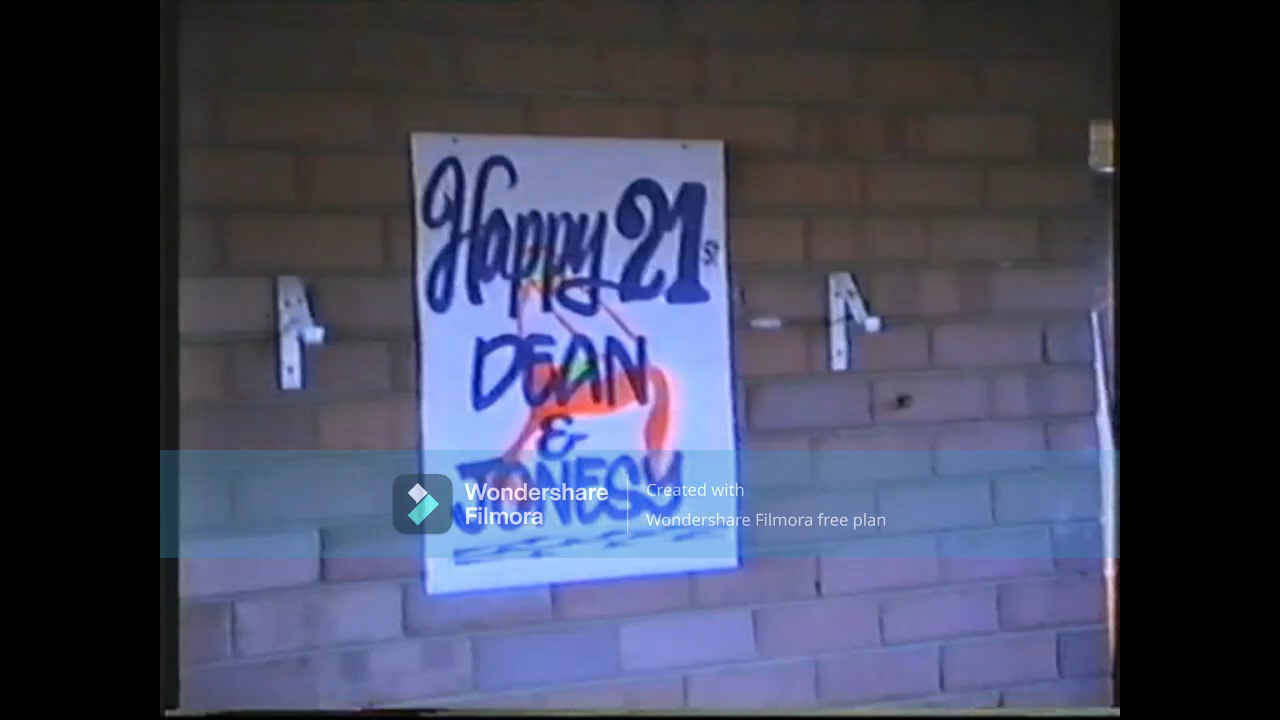 Happy 21st
DEAN
&
JONESY
Wondershare
Filmora
Created with
Wondershare Filmora free plan